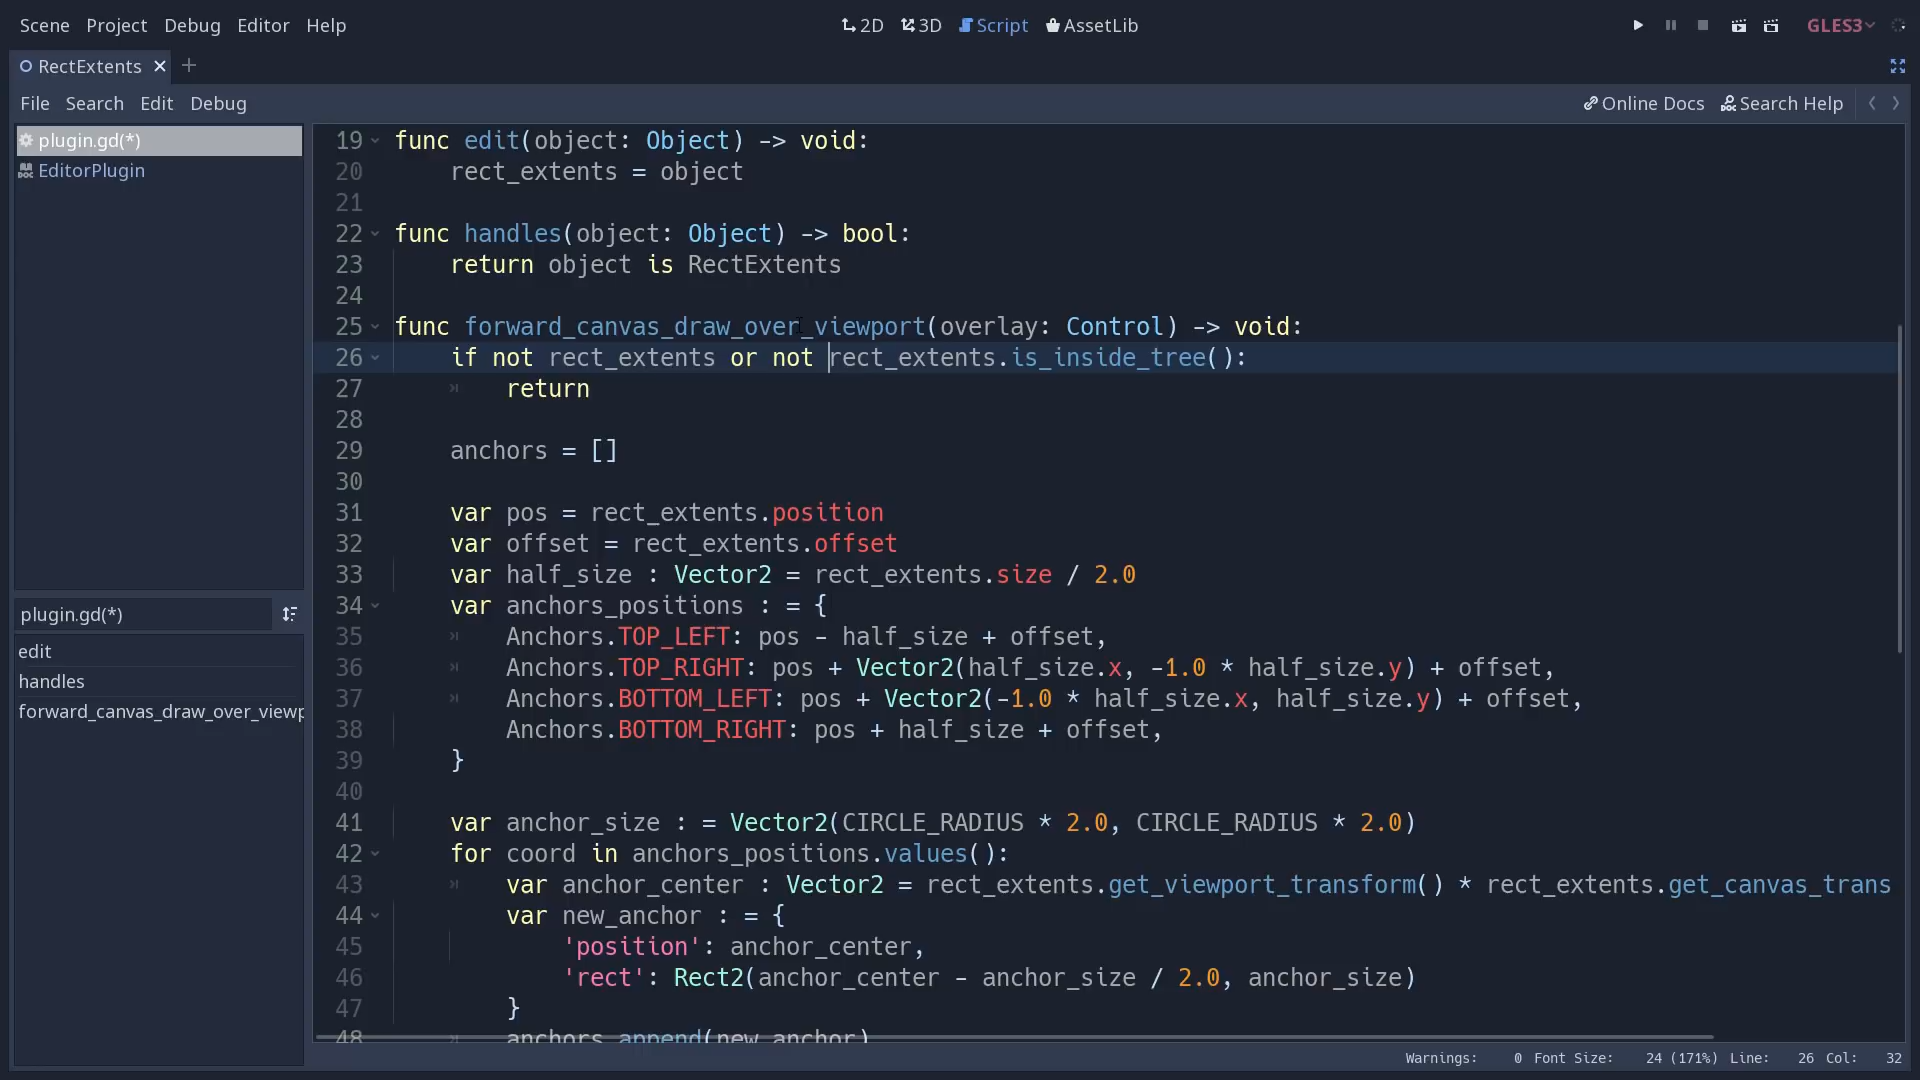 Scene Project Debug Editor Help
2D 3D Script AssetLib
GLES3
RectExtents
File Search Edit Debug
Online Docs Search Help
plugin.gd(*)
EditorPlugin
plugin.gd(*)
edit
handles
forward_canvas_draw_over_viewp
19 func edit(object: Object) -> void:
20 rect_extents = object
21
22 func handles(object: Object) -> bool:
23 return object is RectExtents
24
25 func forward_canvas_draw_over_viewport(overlay: Control) -> void:
26 if not rect_extents or not rect_extents.is_inside_tree():
27 return
28
29 anchors = []
30
31 var pos = rect_extents.position
32 var offset = rect_extents.offset
33 var half_size : Vector2 = rect_extents.size / 2.0
34 var anchors_positions : = {
35 Anchors.TOP_LEFT: pos - half_size + offset,
36 Anchors.TOP_RIGHT: pos + Vector2(half_size.x, -1.0 * half_size.y) + offset,
37 Anchors.BOTTOM_LEFT: pos + Vector2(-1.0 * half_size.x, half_size.y) + offset,
38 Anchors.BOTTOM_RIGHT: pos + half_size + offset,
39 }
40
41 var anchor_size : = Vector2(CIRCLE_RADIUS * 2.0, CIRCLE_RADIUS * 2.0)
42 for coord in anchors_positions.values():
43 var anchor_center : Vector2 = rect_extents.get_viewport_transform() * rect_extents.get_canvas_trans
44 var new_anchor : = {
45 'position': anchor_center,
46 'rect': Rect2(anchor_center - anchor_size / 2.0, anchor_size)
47 }
48 anchors.append(new_anchor)
Warnings: 0 Font Size: 24 (171%) Line: 26 Col: 32